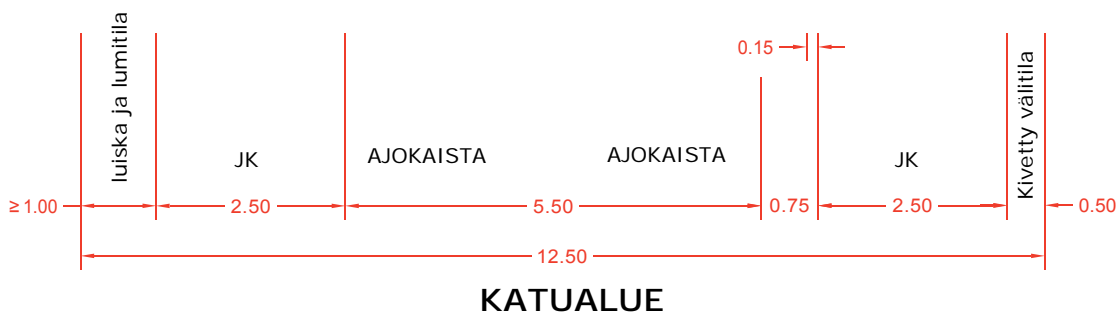 luiska ja lumitila
Kivetty välitila
0.15
JK
AJOKAISTA
AJOKAISTA
JK
≥ 1.00
2.50
5.50
0.75
2.50
0.50
12.50
KATUALUE